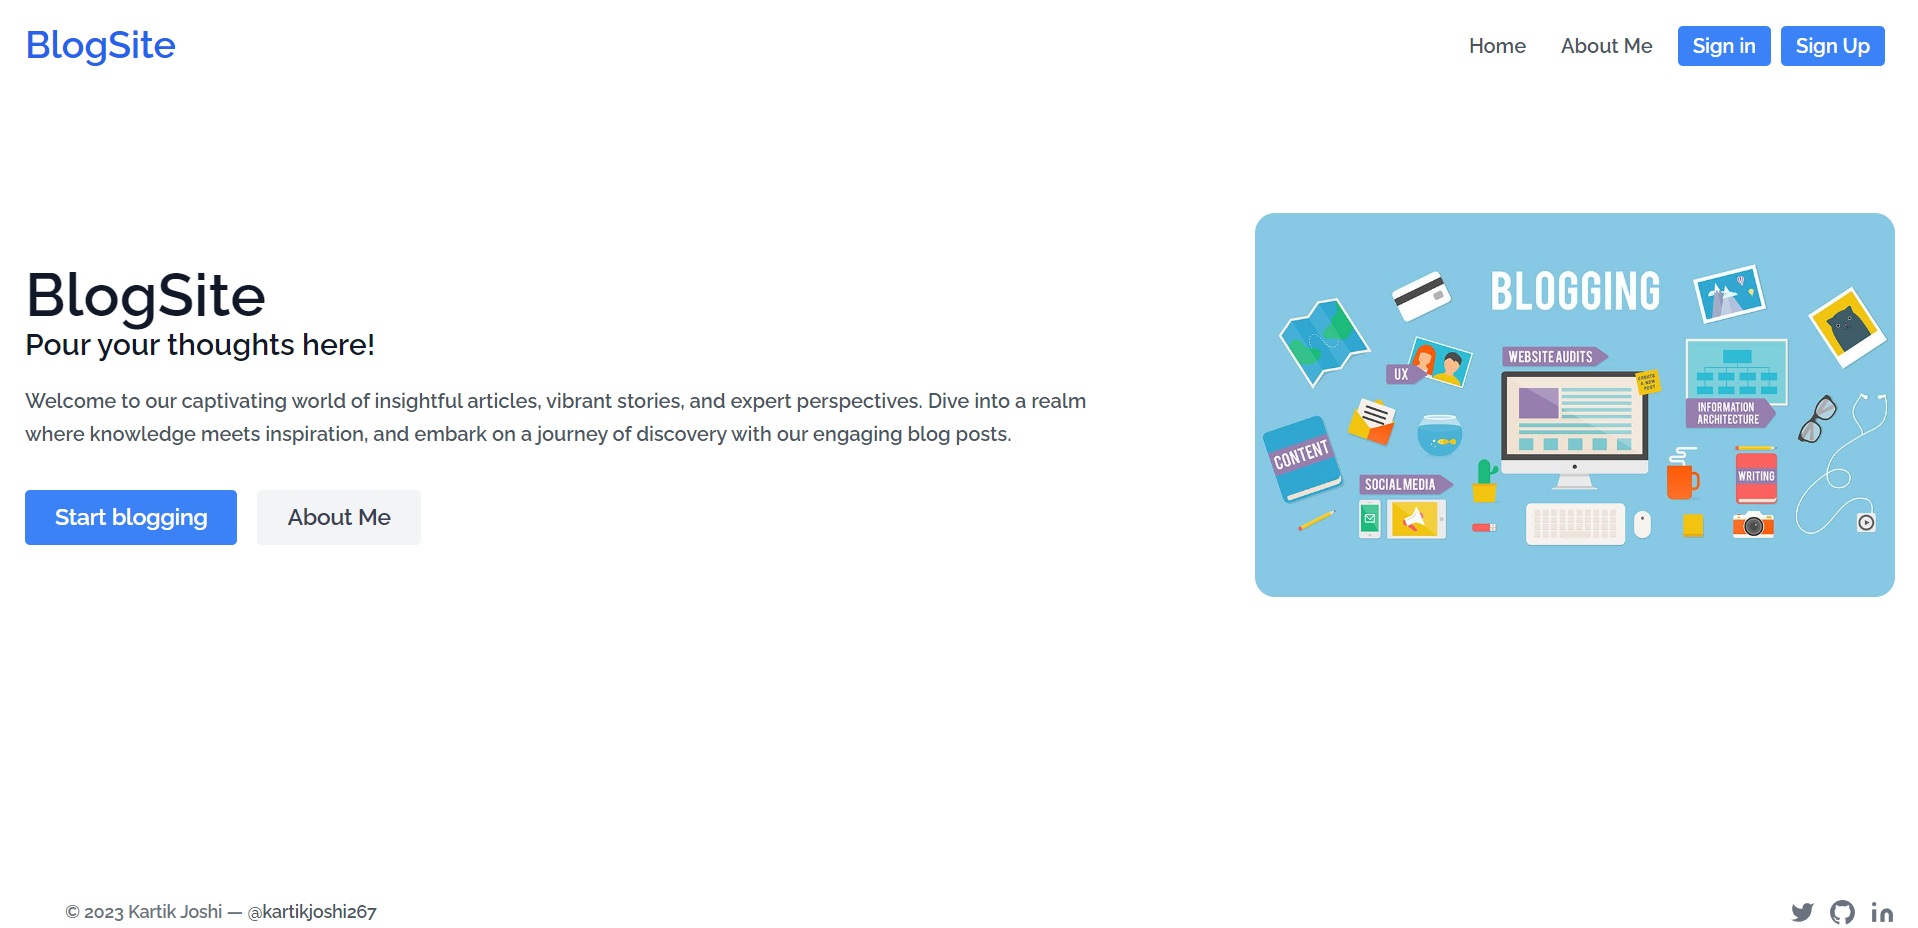 BlogSite
Home
About Me
Sign in
Sign Up
BlogSite
Pour your thoughts here!
Welcome to our captivating world of insightful articles, vibrant stories, and expert perspectives. Dive into a realm
where knowledge meets inspiration, and embark on a journey of discovery with our engaging blog posts.
Start blogging
About Me
BLOGGING
WEBSITE AUDITS
UX
CREATE
A NEW
POST
INFORMATION
ARCHITECTURE
CONTENT
SOCIAL MEDIA
WRITING
© 2023 Kartik Joshi — @kartikjoshi267